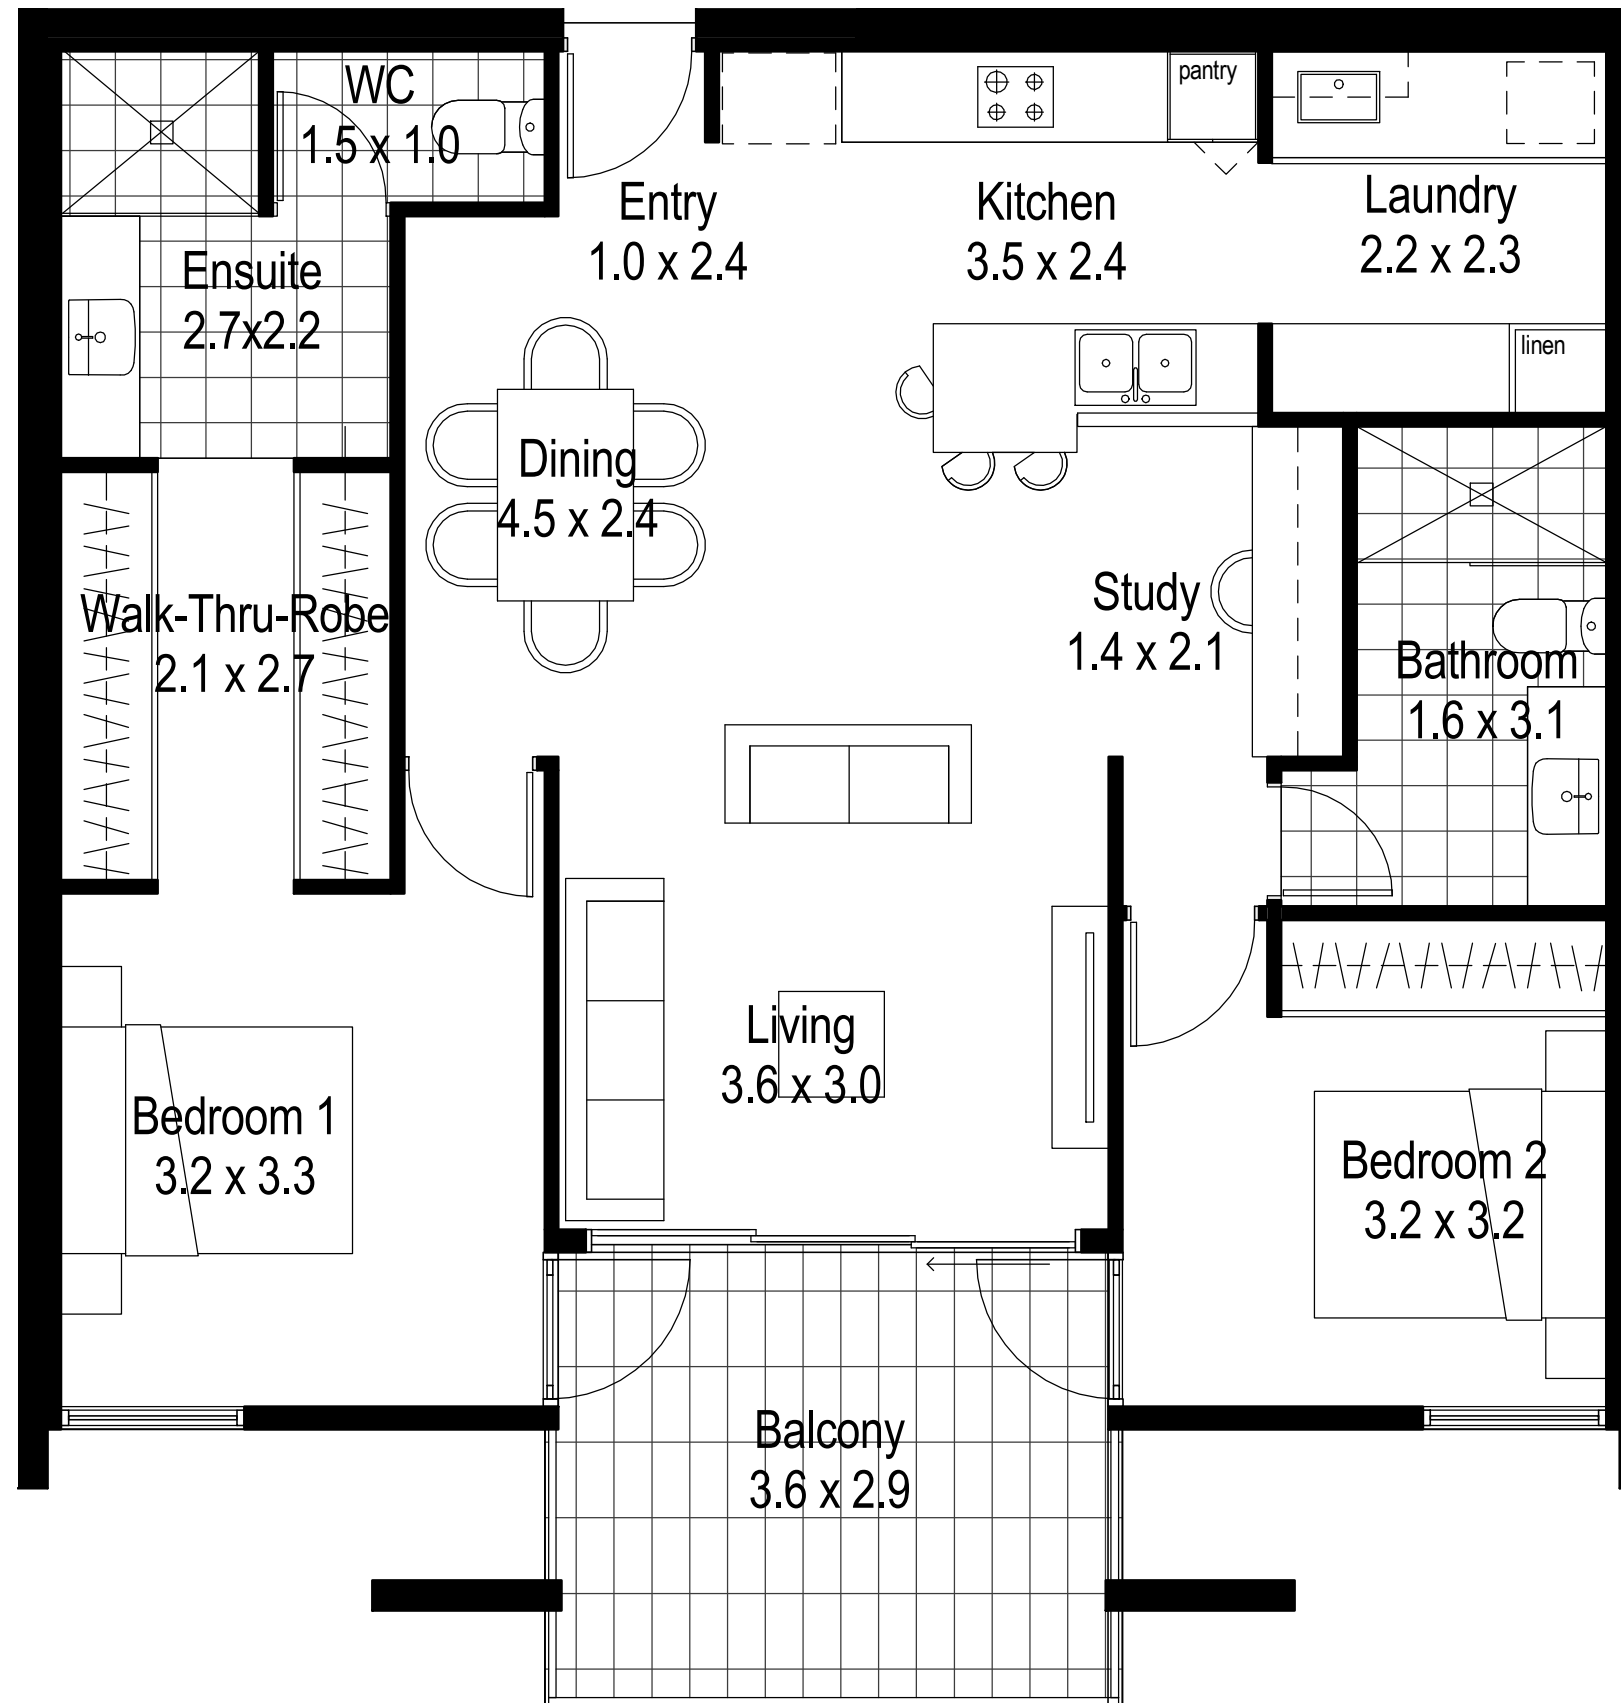 WC
1.5 x 1.0
pantry
Entry
1.0 x 2.4
Kitchen
3.5 x 2.4
Laundry
2.2 x 2.3
Ensuite
2.7x2.2
linen
Dining
4.5 x 2.4
Walk-Thru-Robe
2.1 x 2.7
Study
1.4 x 2.1
Bathroom
1.6 x 3.1
Living
3.6 x 3.0
Bedroom 1
3.2 x 3.3
Bedroom 2
3.2 x 3.2
Balcony
3.6 x 2.9